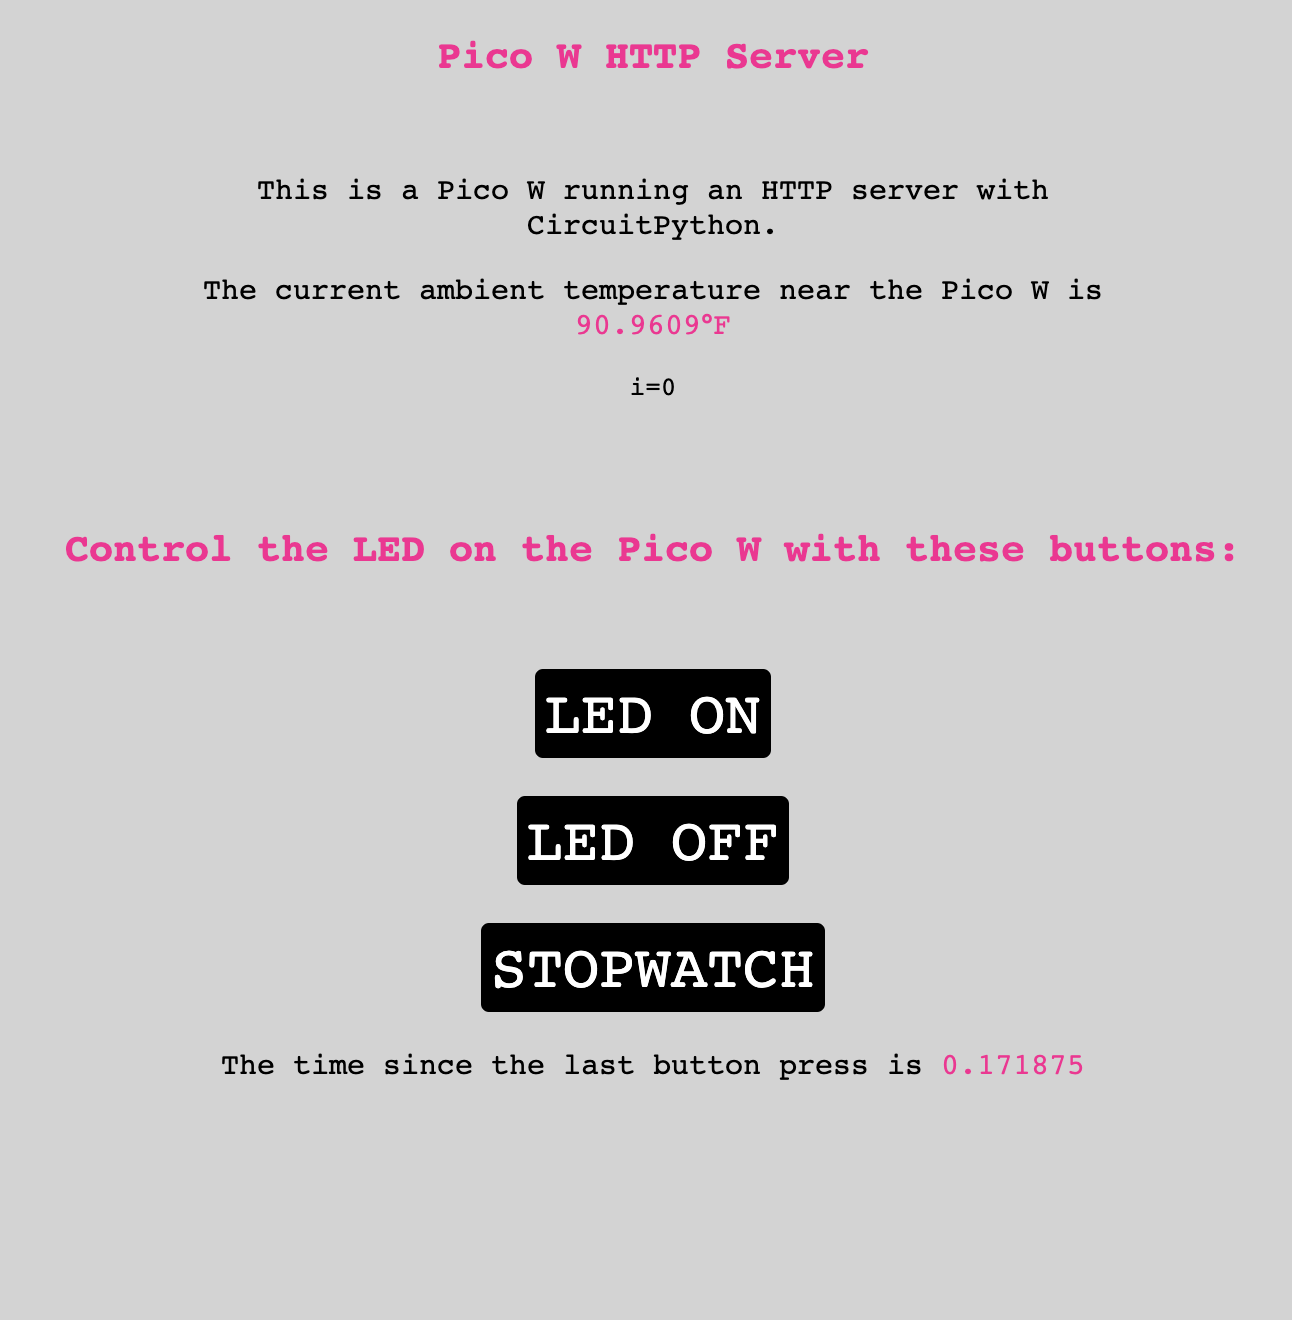 Pico W HTTP Server
This is a Pico W running an HTTP server with
CircuitPython.
The current ambient temperature near the Pico W is
90.9609°F
i=0
Control the LED on the Pico W with these buttons:
LED ON
LED OFF
STOPWATCH
The time since the last button press is 0.171875